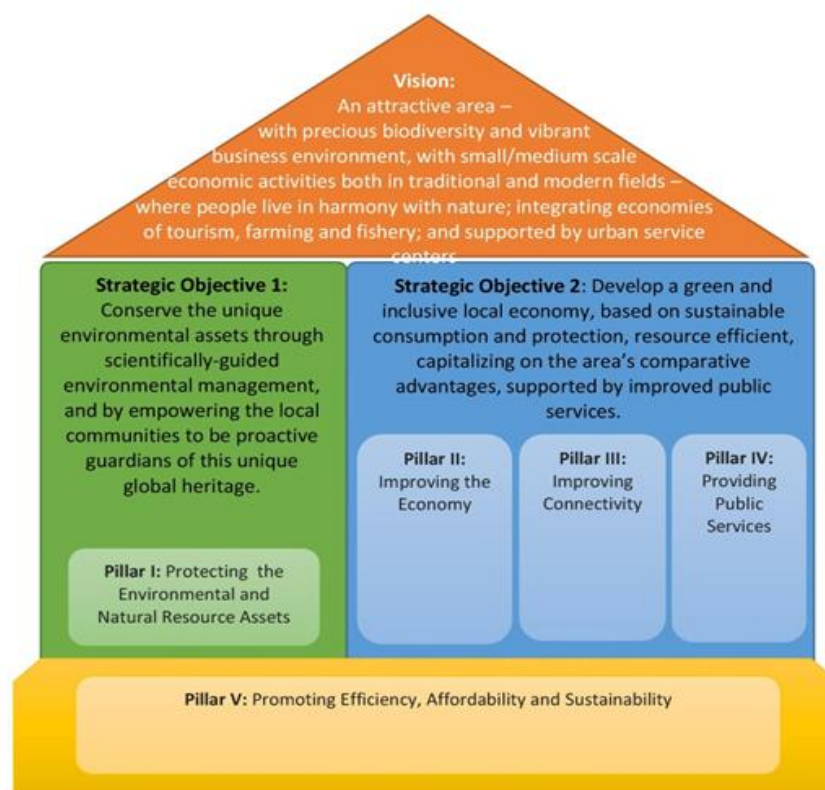 Vision:
An attractive area –
with precious biodiversity and vibrant
business environment, with small/medium scale
economic activities both in traditional and modern fields –
where people live in harmony with nature; integrating economies
of tourism, farming and fishery; and supported by urban service
centers
Strategic Objective 1:
Conserve the unique
environmental assets through
scientifically-guided
environmental management,
and by empowering the local
communities to be proactive
guardians of this unique
global heritage.
Pillar I: Protecting the
Environmental and
Natural Resource Assets
Strategic Objective 2: Develop a green and
inclusive local economy, based on sustainable
consumption and protection, resource efficient,
capitalizing on the area's comparative
advantages, supported by improved public
services.
Pillar II:
Improving the
Economy
Pillar III:
Improving
Connectivity
Pillar IV:
Providing
Public
Services
Pillar V: Promoting Efficiency, Affordability and Sustainability